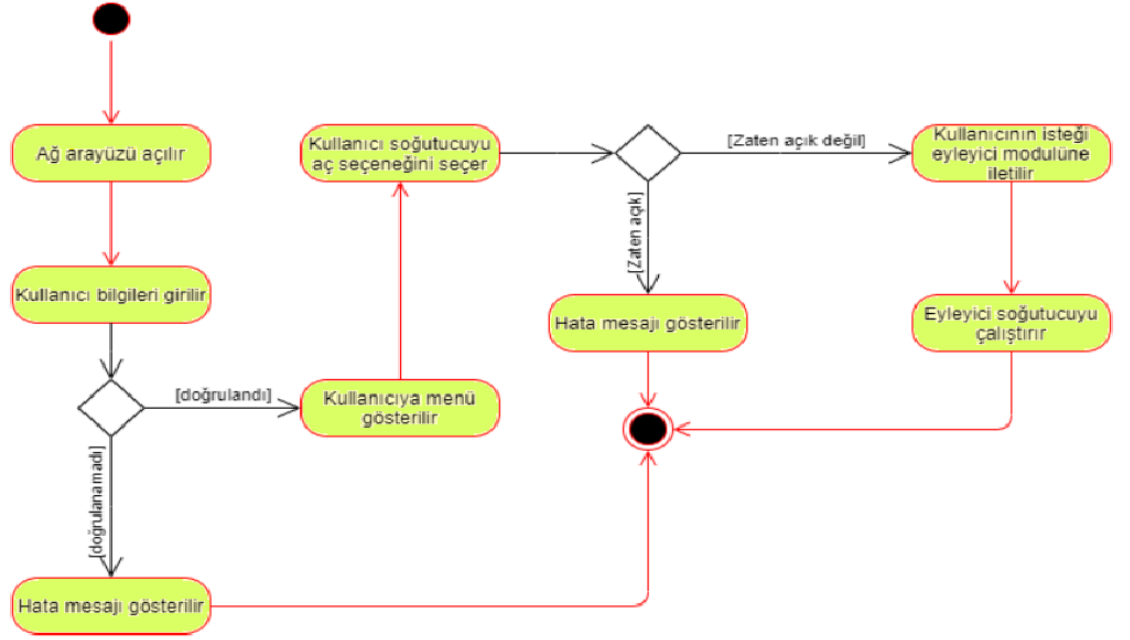 Ağ arayüzü açılır
Kullanıcı bilgileri girilir
[doğrulandı]
[doğrulanamadı]
Hata mesajı gösterilir
Kullanıcıya menü
gösterilir
Kullanıcı soğutucuyu
aç seçeneğini seçer
[Zaten açık değil]
[Zaten açık]
Hata mesajı gösterilir
Kullanıcının isteği
eyleyici modulüne
iletilir
Eyleyici soğutucuyu
çalıştırır